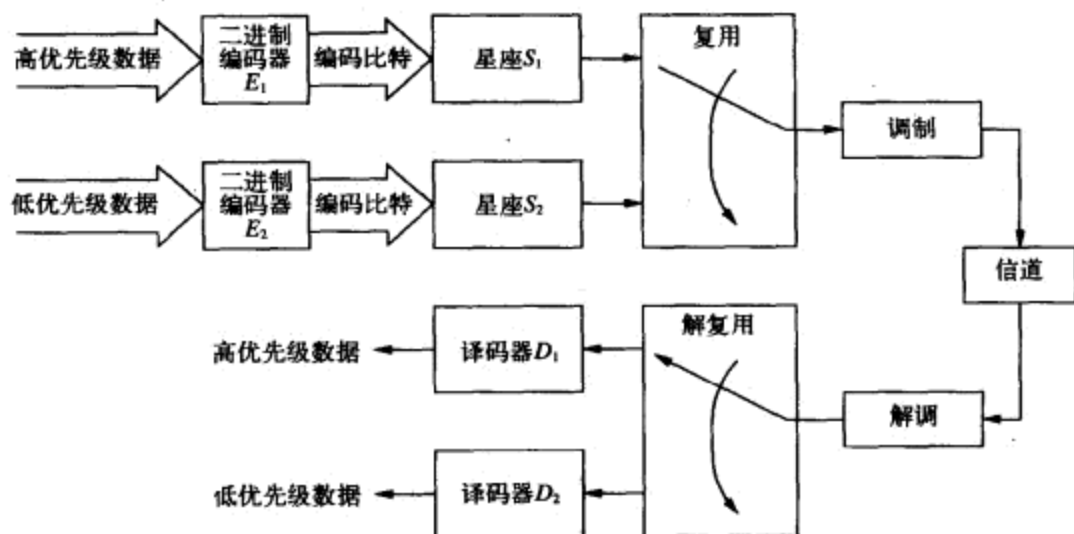 高优先级数据
二进制
编码器
E₁
编码比特
星座S₁
复用
调制
低优先级数据
二进制
编码器
E₂
编码比特
星座S₂
信道
高优先级数据
译码器D₁
解复用
解调
低优先级数据
译码器D₂